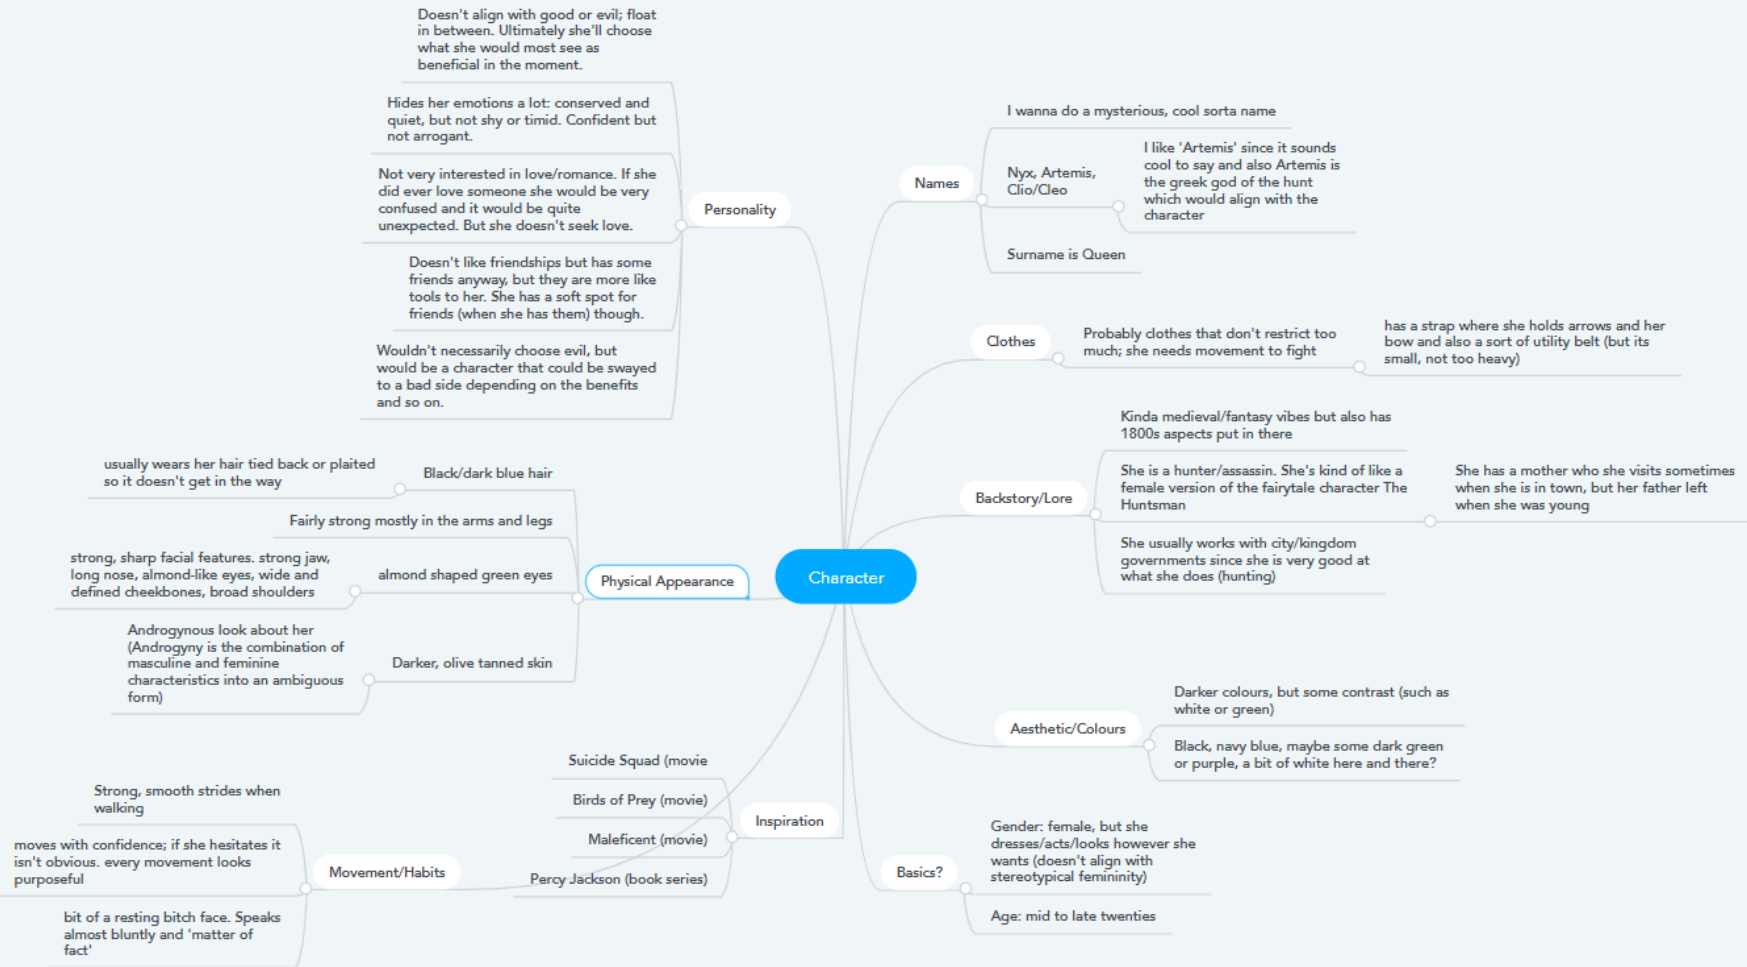 Character
Personality
Doesn't align with good or evil; float
in between. Ultimately she'll choose
what she would most see as
beneficial in the moment.
Hides her emotions a lot: conserved and
quiet, but not shy or timid. Confident but
not arrogant.
Not very interested in love/romance. If she
did ever love someone she would be very
confused and it would be quite
unexpected. But she doesn't seek love.
Doesn't like friendships but has some
friends anyway, but they are more like
tools to her. She has a soft spot for
friends (when she has them) though.
Wouldn't necessarily choose evil, but
would be a character that could be swayed
to a bad side depending on the benefits
and so on.
Physical Appearance
Black/dark blue hair
usually wears her hair tied back or plaited
so it doesn't get in the way
Fairly strong mostly in the arms and legs
almond shaped green eyes
strong, sharp facial features. strong jaw,
long nose, almond-like eyes, wide and
defined cheekbones, broad shoulders
Darker, olive tanned skin
Androgynous look about her
(Androgyny is the combination of
masculine and feminine
characteristics into an ambiguous
form)
Inspiration
Suicide Squad (movie
Birds of Prey (movie)
Maleficent (movie)
Percy Jackson (book series)
Movement/Habits
Strong, smooth strides when
walking
moves with confidence; if she hesitates it
isn't obvious. every movement looks
purposeful
bit of a resting bitch face. Speaks
almost bluntly and 'matter of
fact'
Names
I wanna do a mysterious, cool sorta name
Nyx, Artemis,
Clio/Cleo
I like 'Artemis' since it sounds
cool to say and also Artemis is
the greek god of the hunt
which would align with the
character
Surname is Queen
Clothes
Probably clothes that don't restrict too
much; she needs movement to fight
has a strap where she holds arrows and her
bow and also a sort of utility belt (but its
small, not too heavy)
Backstory/Lore
Kinda medieval/fantasy vibes but also has
1800s aspects put in there
She is a hunter/assassin. She's kind of like a
female version of the fairytale character The
Huntsman
She has a mother who she visits sometimes
when she is in town, but her father left
when she was young
She usually works with city/kingdom
governments since she is very good at
what she does (hunting)
Aesthetic/Colours
Darker colours, but some contrast (such as
white or green)
Black, navy blue, maybe some dark green
or purple, a bit of white here and there?
Basics?
Gender: female, but she
dresses/acts/looks however she
wants (doesn't align with
stereotypical femininity)
Age: mid to late twenties